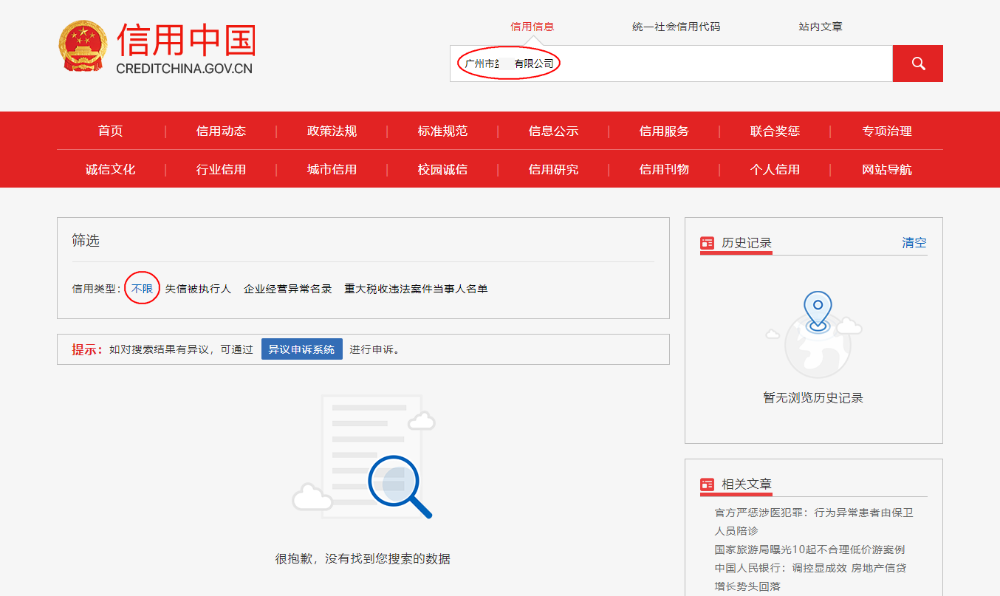 信用中国
CREDITCHINA.GOV.CN
信用信息 统一社会信用代码 站内文章
广州市 有限公司
首页 | 信用动态 | 政策法规 | 标准规范 | 信息公示 | 信用服务 | 联合奖惩 | 专项治理
诚信文化 | 行业信用 | 城市信用 | 校园诚信 | 信用研究 | 信用刊物 | 个人信用 | 网站导航
筛选
信用类型： 不限 失信被执行人 企业经营异常名录 重大税收违法案件当事人名单
提示：如对搜索结果有异议，可通过 异议申诉系统 进行申诉。
很抱歉，没有找到您搜索的数据
历史记录 清空
暂无浏览历史记录
相关文章
官方严惩涉医犯罪：行为异常患者由保卫
人员陪诊
国家旅游局曝光10起不合理低价游案例
中国人民银行：调控显成效 房地产信贷
增长势头回落